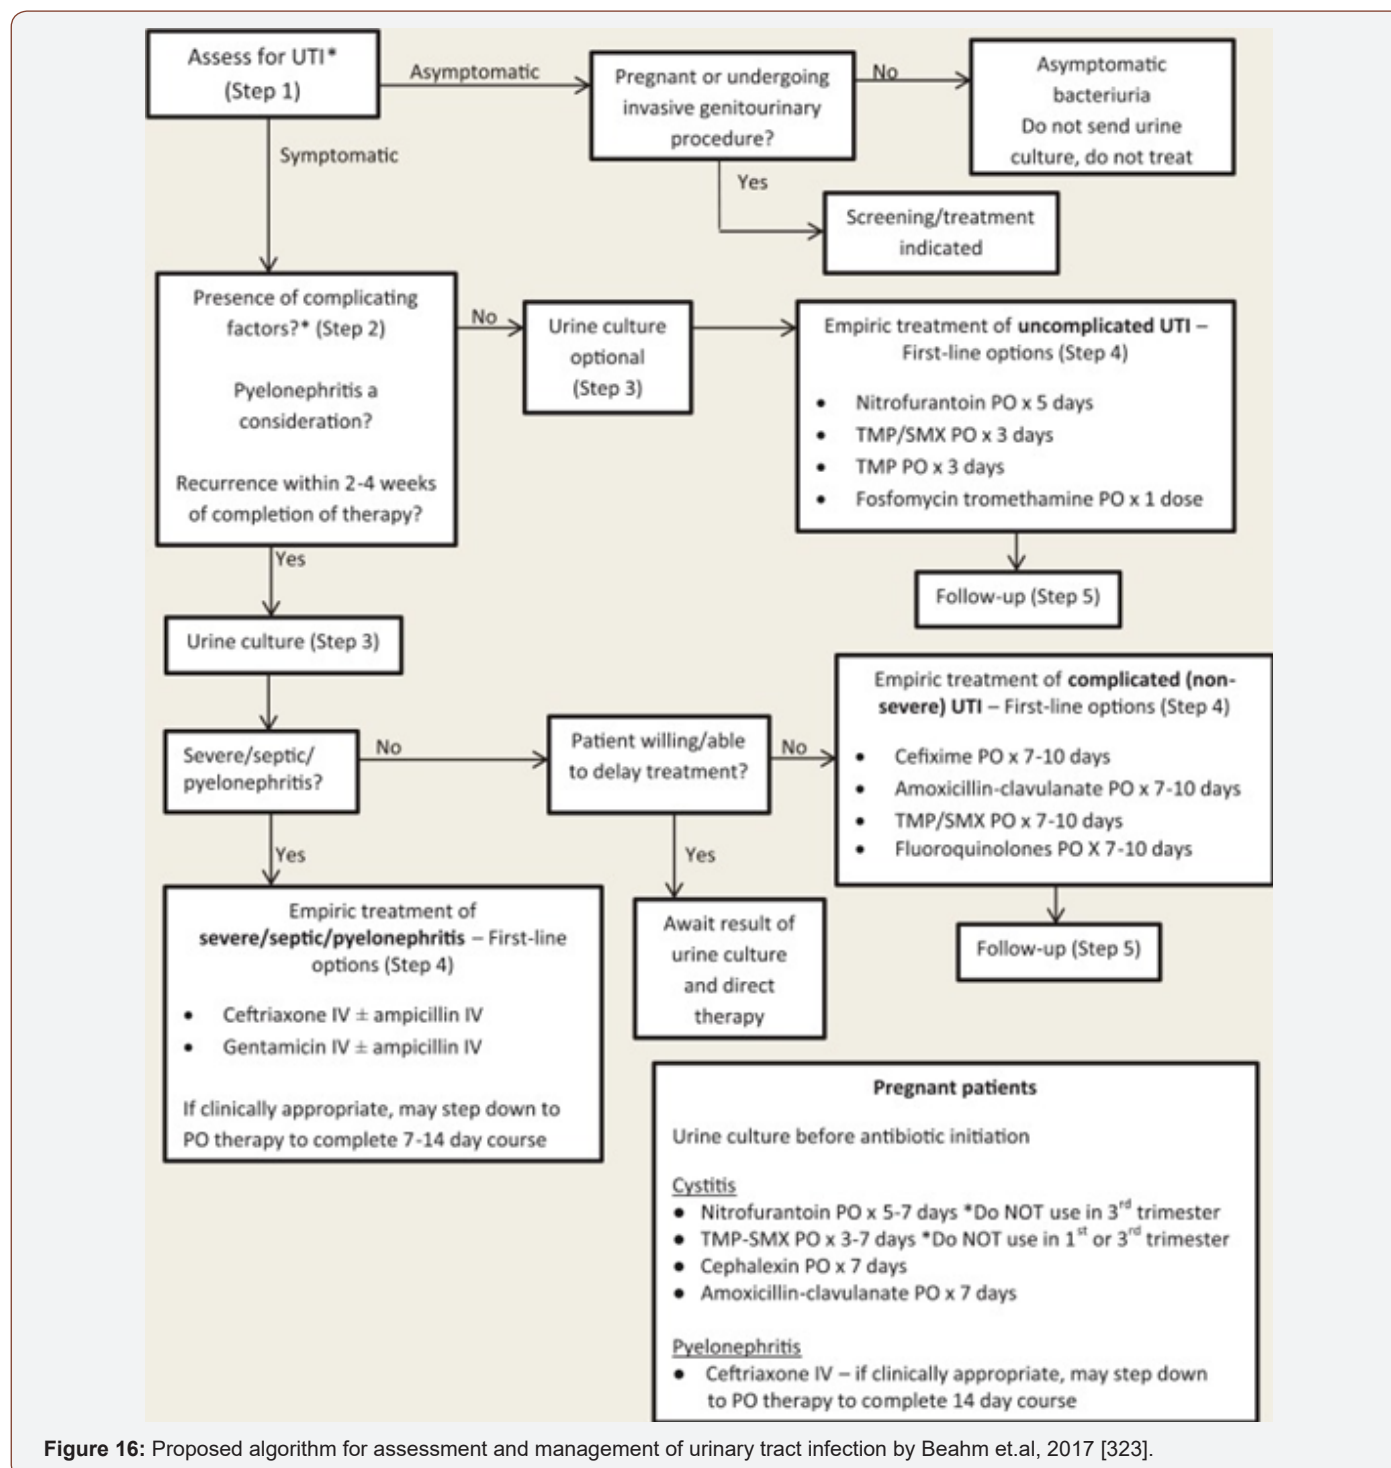 Assess for UTI*
(Step 1)
Asymptomatic
Pregnant or undergoing
invasive genitourinary
procedure?
No
Asymptomatic
bacteriuria
Do not send urine
culture, do not treat
Symptomatic
Yes
Screening/treatment
indicated
Presence of complicating
factors?* (Step 2)
Pyelonephritis a
consideration?
Recurrence within 2-4 weeks
of completion of therapy?
No
Urine culture
optional
(Step 3)
Empiric treatment of uncomplicated UTI –
First-line options (Step 4)
• Nitrofurantoin PO x 5 days
• TMP/SMX PO x 3 days
• TMP PO x 3 days
• Fosfomycin tromethamine PO x 1 dose
Follow-up (Step 5)
Yes
Urine culture (Step 3)
Severe/septic/
pyelonephritis?
No
Patient willing/able
to delay treatment?
No
Empiric treatment of complicated (non-
severe) UTI – First-line options (Step 4)
• Cefixime PO x 7-10 days
• Amoxicillin-clavulanate PO x 7-10 days
• TMP/SMX PO x 7-10 days
• Fluoroquinolones PO X 7-10 days
Follow-up (Step 5)
Yes
Empiric treatment of
severe/septic/pyelonephritis – First-line
options (Step 4)
• Ceftriaxone IV ± ampicillin IV
• Gentamicin IV ± ampicillin IV
If clinically appropriate, may step down to
PO therapy to complete 7-14 day course
Yes
Await result of
urine culture
and direct
therapy
Pregnant patients
Urine culture before antibiotic initiation
Cystitis
• Nitrofurantoin PO x 5-7 days *Do NOT use in 3rd trimester
• TMP-SMX PO x 3-7 days *Do NOT use in 1st or 3rd trimester
• Cephalexin PO x 7 days
• Amoxicillin-clavulanate PO x 7 days
Pyelonephritis
• Ceftriaxone IV – if clinically appropriate, may step down
to PO therapy to complete 14 day course
Figure 16: Proposed algorithm for assessment and management of urinary tract infection by Beahm et.al, 2017 [323].